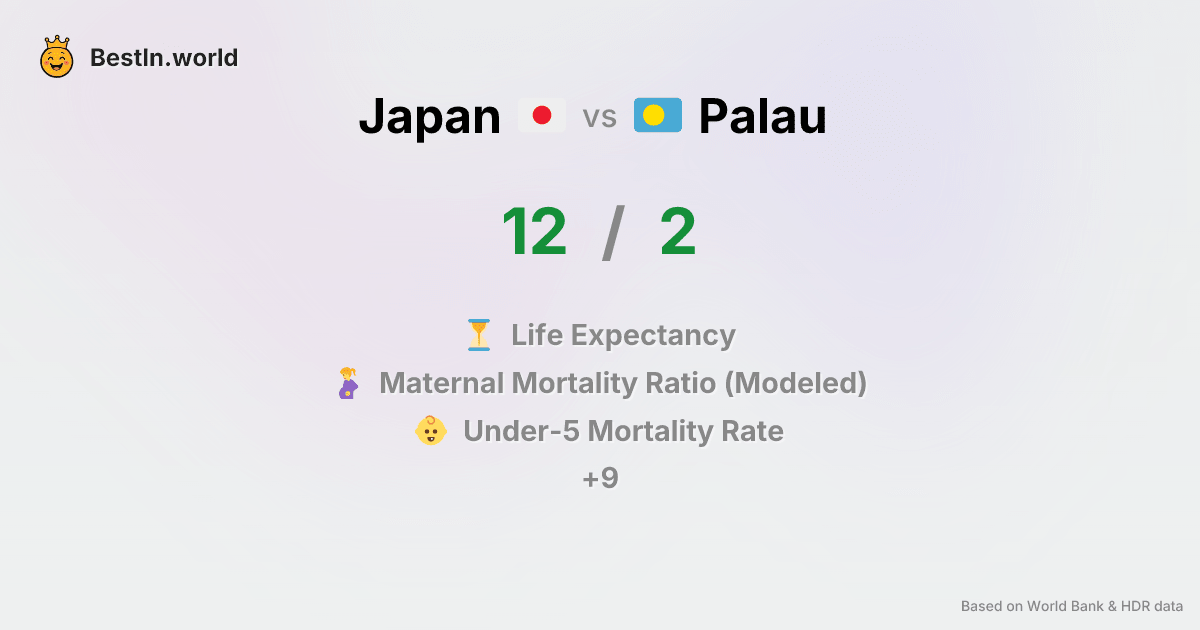 BestIn.world
Japan vs Palau
12 / 2
Life Expectancy
Maternal Mortality Ratio (Modeled)
Under-5 Mortality Rate
+9
Based on World Bank & HDR data